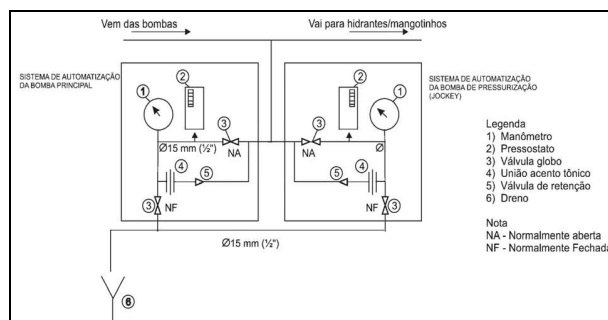 Vem das bombas
Vai para hidrantes/mangotinhos
SISTEMA DE AUTOMATIZAÇÃO
DA BOMBA PRINCIPAL
1
2
3
Ø15 mm (½")
NA
4
5
3
NF
SISTEMA DE AUTOMATIZAÇÃO
DA BOMBA DE PRESSURIZAÇÃO
(JOCKEY)
2
1
3
NA
Ø
4
5
3
NF
Ø15 mm (½")
6
Legenda
1) Manômetro
2) Pressostato
3) Válvula globo
4) União acento tônico
5) Válvula de retenção
6) Dreno
Nota
NA - Normalmente aberta
NF - Normalmente Fechada